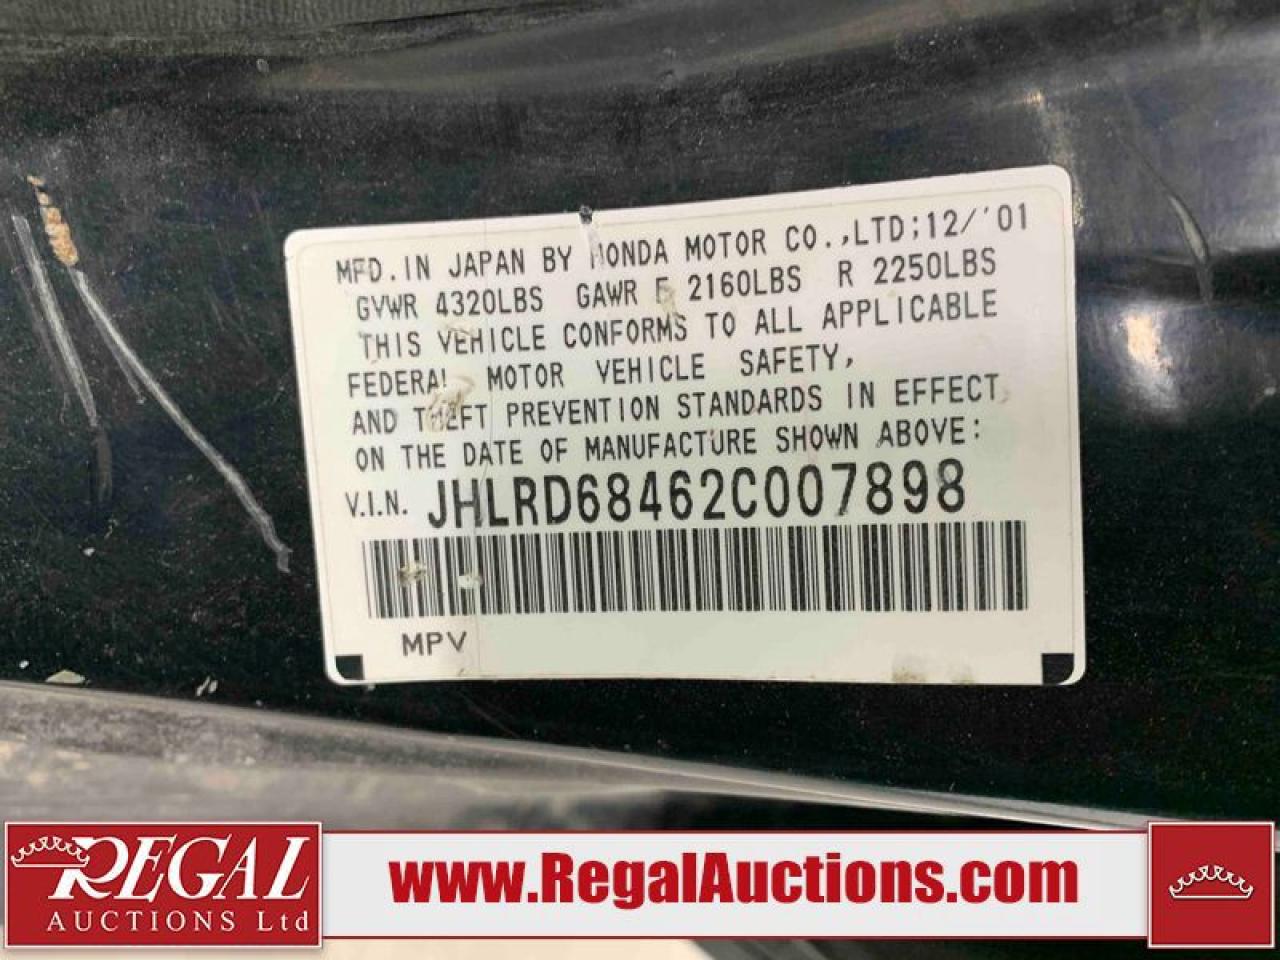 MFD. IN JAPAN BY HONDA MOTOR CO.,LTD;12/'01
GVWR 4320LBS GAWR F 2160LBS R 2250LBS
THIS VEHICLE CONFORMS TO ALL APPLICABLE
FEDERAL MOTOR VEHICLE SAFETY,
AND THEFT PREVENTION STANDARDS IN EFFECT
ON THE DATE OF MANUFACTURE SHOWN ABOVE:
V.I.N. JHLRD68462C007898
MPV
REGAL
AUCTIONS Ltd
www.RegalAuctions.com